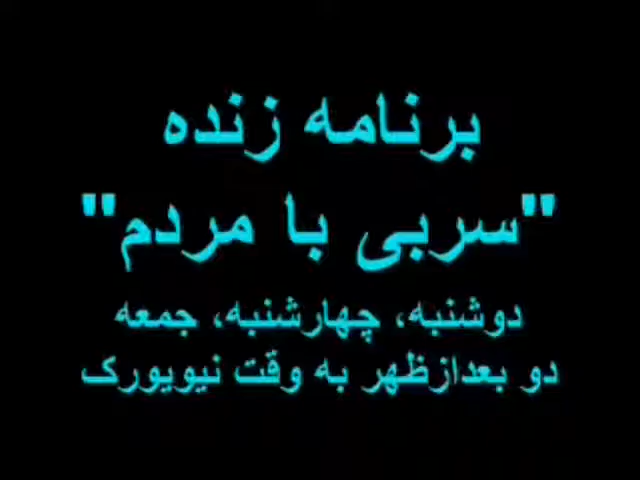 برنامه زنده
"سربی با مردم"
دوشنبه، چهارشنبه، جمعه
دو بعدازظهر به وقت نیویورک